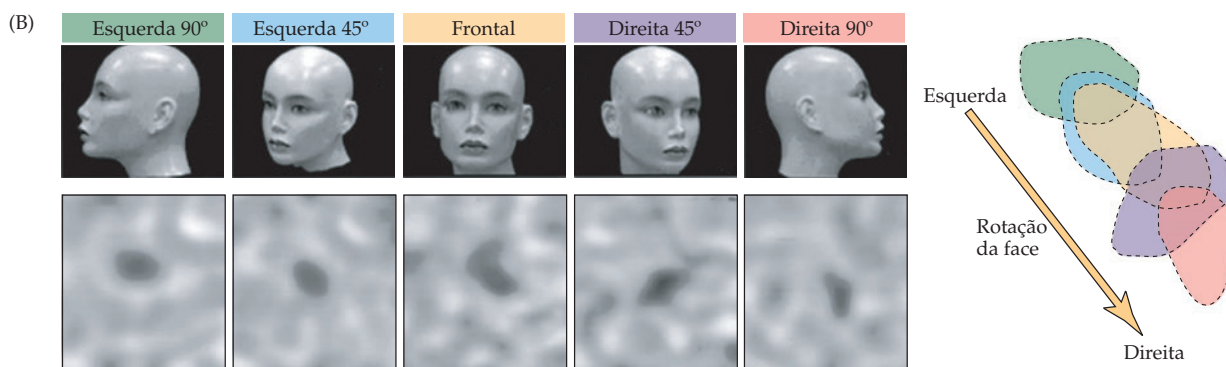 (B)
Esquerda 90º
Esquerda 45º
Frontal
Direita 45º
Direita 90º
Esquerda
Rotação
da face
Direita